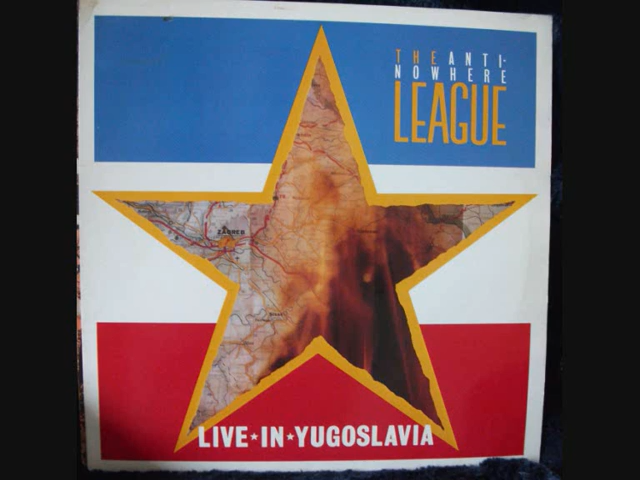 THE ANTI-
NOWHERE
LEAGUE
ZAGREB
LIVE★IN★YUGOSLAVIA